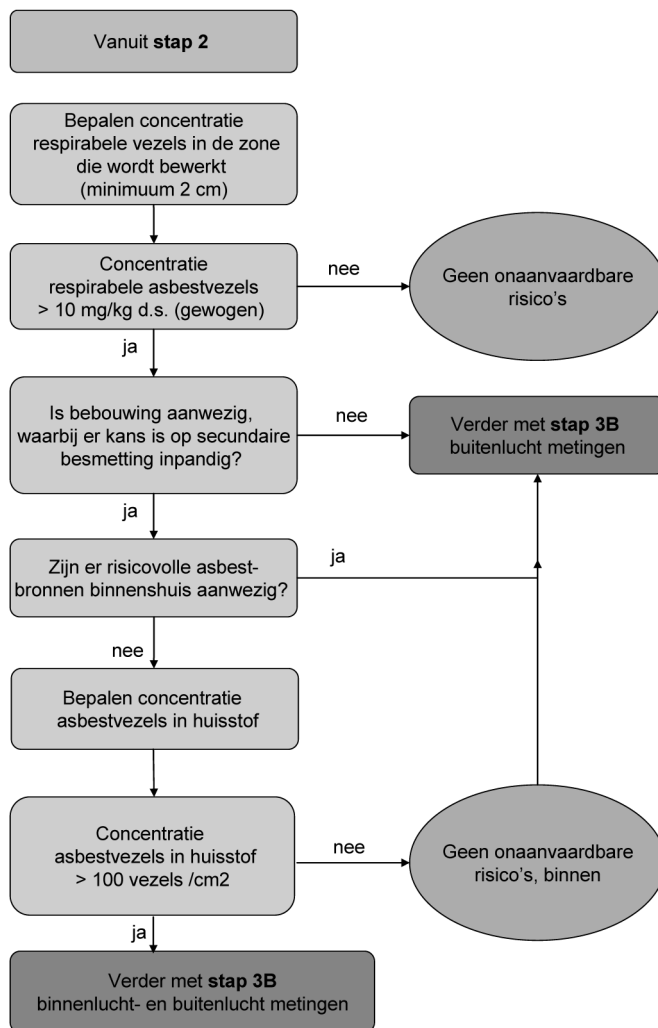 Vanuit stap 2
Bepalen concentratie
respirabele vezels in de zone
die wordt bewerkt
(minimuum 2 cm)
Concentratie
respirabele asbestvezels
> 10 mg/kg d.s. (gewogen)
nee
Geen onaanvaardbare
risico’s
ja
Is bebouwing aanwezig,
waarbij er kans is op secundaire
besmetting inpandig?
nee
Verder met stap 3B
buitenlucht metingen
ja
Zijn er risicovolle asbest-
bronnen binnenshuis aanwezig?
ja
nee
Bepalen concentratie
asbestvezels in huisstof
Concentratie
asbestvezels in huisstof
> 100 vezels /cm2
nee
Geen onaanvaardbare
risico’s, binnen
ja
Verder met stap 3B
binnenlucht- en buitenlucht metingen